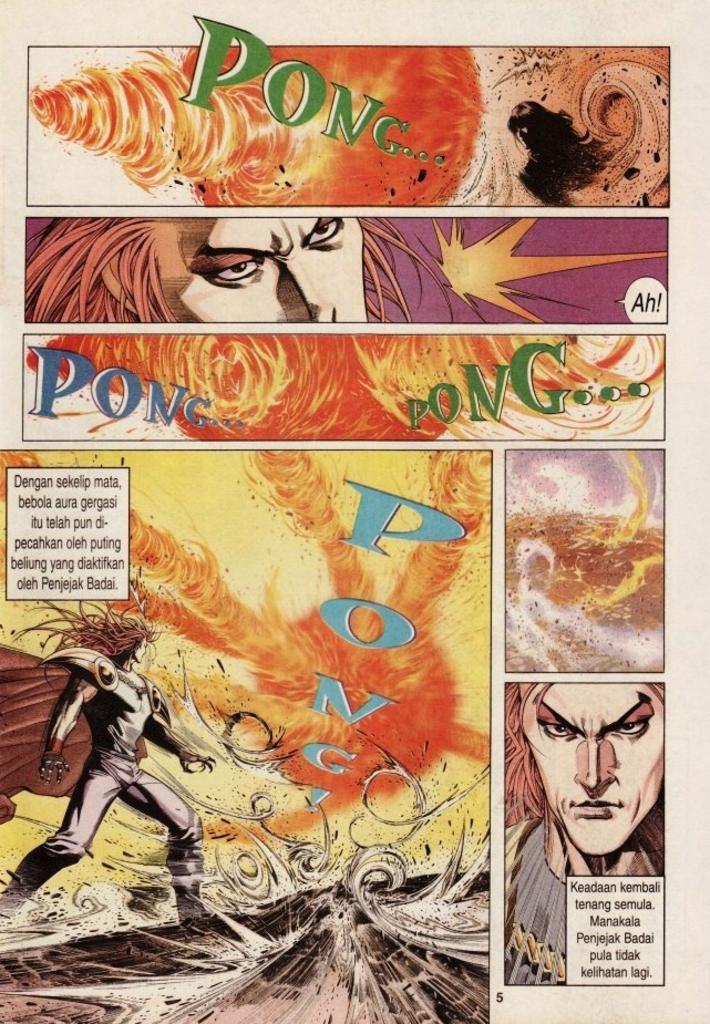 PONG...
Ah!
PONG...
PONG...
Dengan sekelip mata,
bebola aura gergasi
itu telah pun di-
pecahkan oleh puting
beliung yang diaktifkan
oleh Penjejak Badai.
PONG!
Keadaan kembali
tenang semula.
Manakala
Penjejak Badai
pula tidak
kelihatan lagi.
5